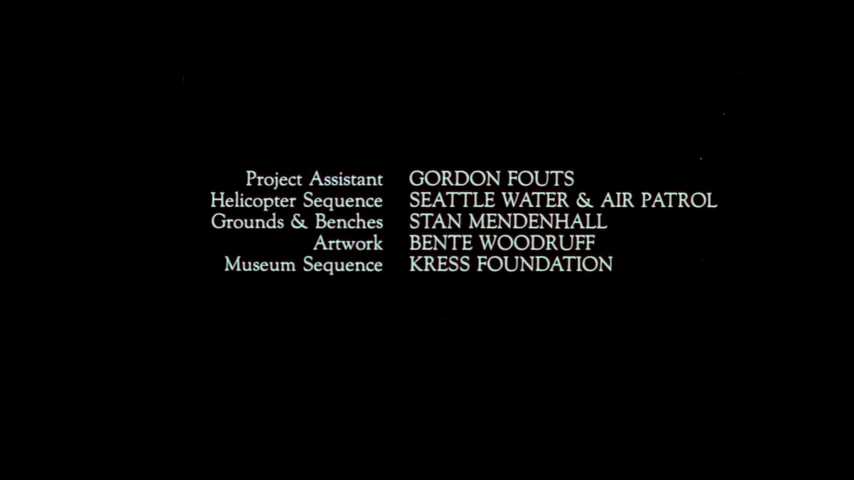 Project Assistant GORDON FOUTS
Helicopter Sequence SEATTLE WATER & AIR PATROL
Grounds & Benches STAN MENDENHALL
Artwork BENTE WOODRUFF
Museum Sequence KRESS FOUNDATION